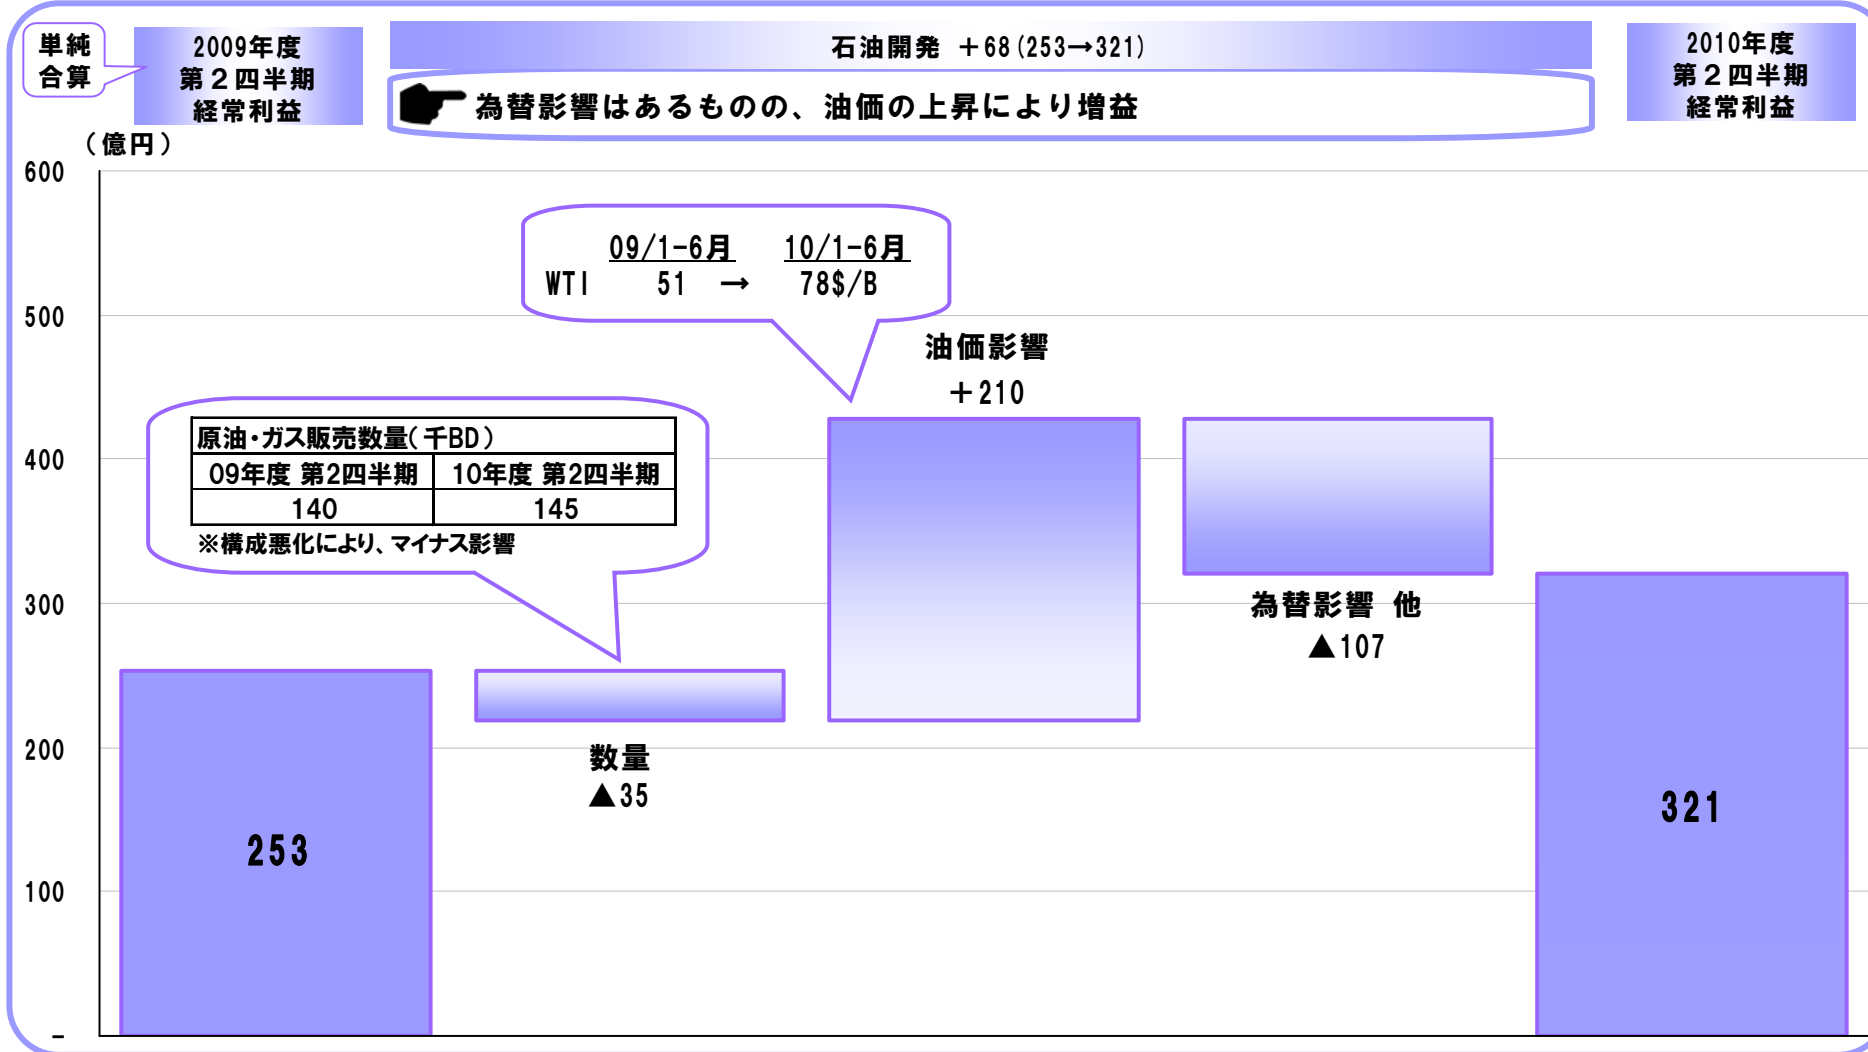 単純
合算
2009年度
第2四半期
経常利益
石油開発 +68(253→321)
為替影響はあるものの、油価の上昇により増益
2010年度
第2四半期
経常利益
(億円)
600
500
400
300
200
100
-
09/1-6月 10/1-6月
WTI 51 → 78$/B
油価影響
+210
原油・ガス販売数量(千BD)
09年度 第2四半期 10年度 第2四半期
140 145
※構成悪化により、マイナス影響
為替影響 他
▲107
数量
▲35
253
321